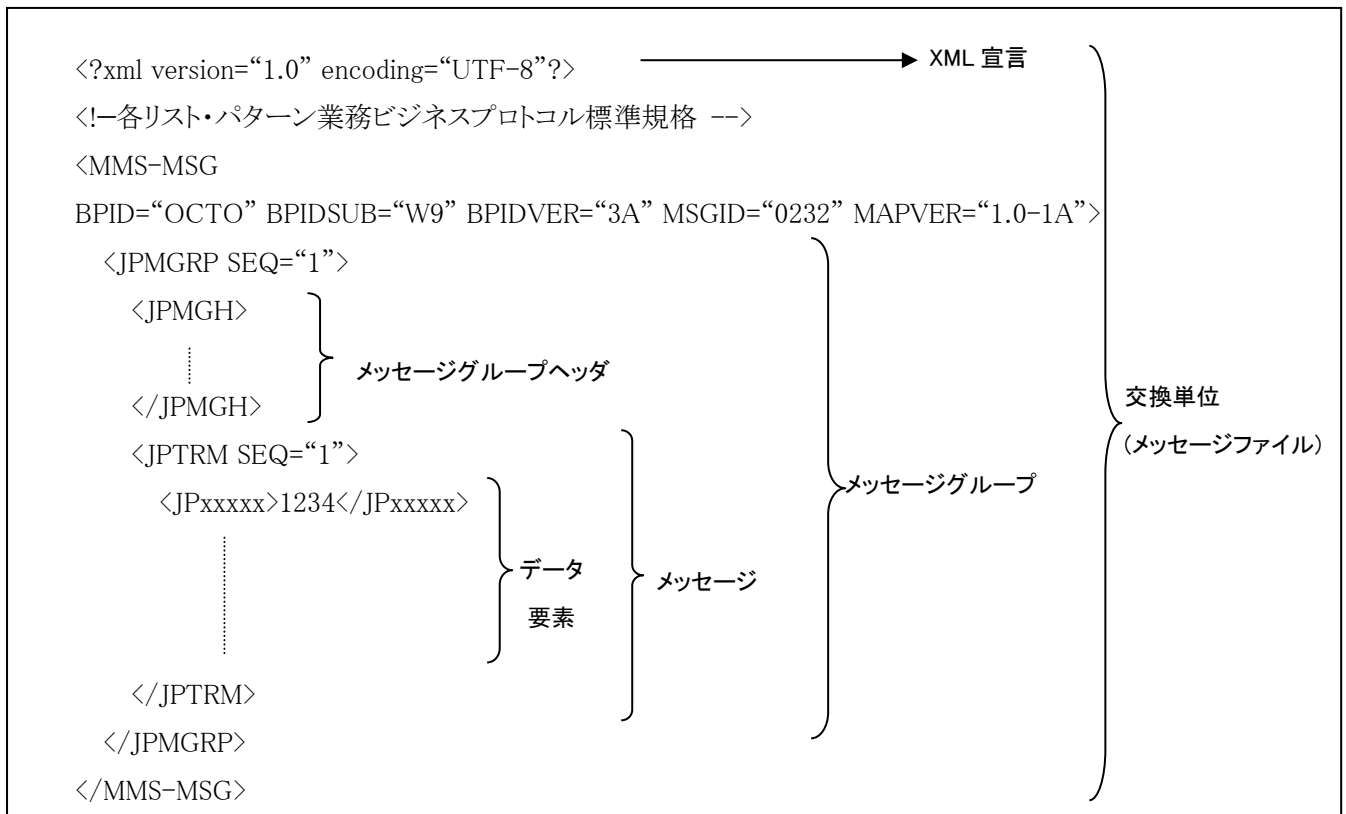 <?xml version=“1.0” encoding=“UTF-8”?> XML 宣言
<!—各リスト・パターン業務ビジネスプロトコル標準規格 -->
<MMS-MSG
BPID=“OCTO” BPIDSUB=“W9” BPIDVER=“3A” MSGID=“0232” MAPVER=“1.0-1A”>
<JPMGRP SEQ=“1”>
<JPMGH>
メッセージグループヘッダ
</JPMGH>
交換単位
(メッセージファイル)
<JPTRM SEQ=“1”>
<JPxxxxx>1234</JPxxxxx>
メッセージグループ
データ
要素
メッセージ
</JPTRM>
</JPMGRP>
</MMS-MSG>